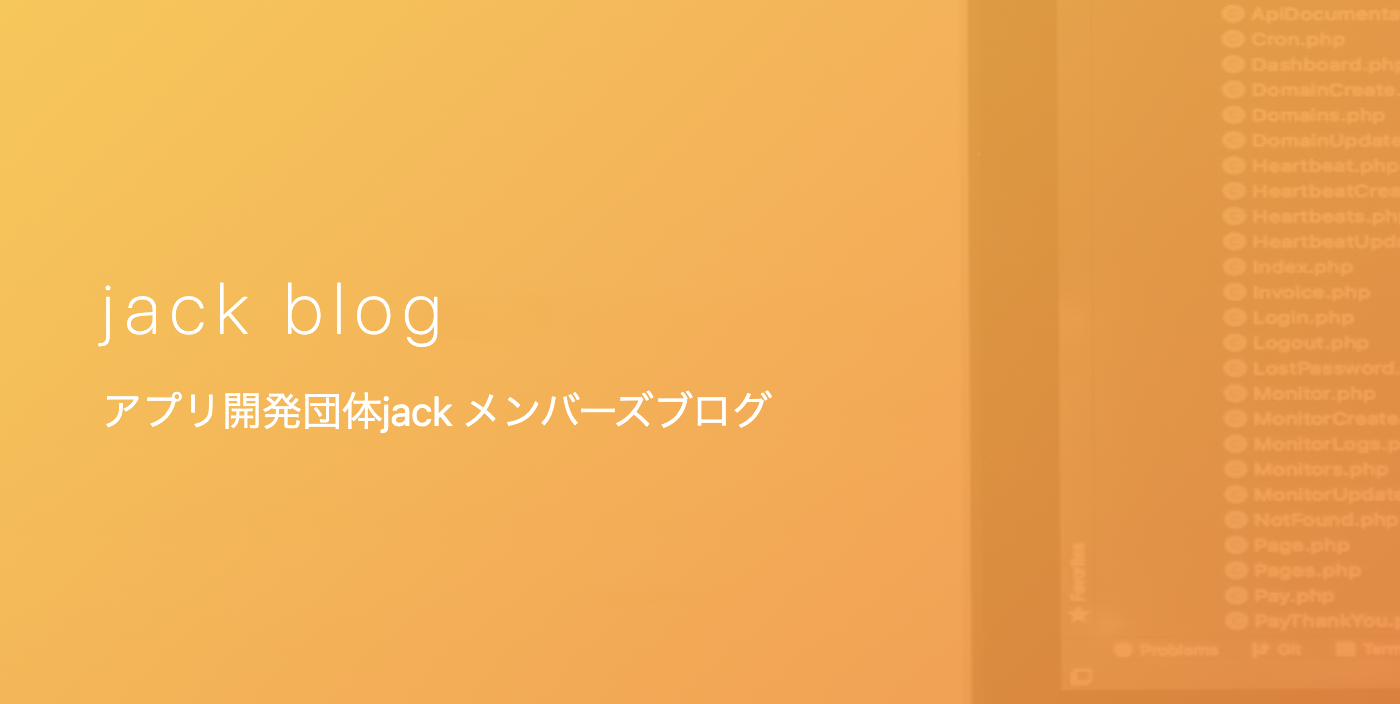 jack blog
アプリ開発団体jack メンバーズブログ
ApiDocuments
Cron.php
Dashboard.php
DomainCreate.
Domains.php
DomainUpdate
Heartbeat.php
HeartbeatCrea
Heartbeats.php
HeartbeatUpda
Index.php
Invoice.php
Login.php
Logout.php
LostPassword.
Monitor.php
MonitorCreate
MonitorLogs.p
Monitors.php
MonitorUpdate
NotFound.php
Page.php
Pages.php
Pay.php
PayThankYou.p
Favorites
Problems
Git
Term